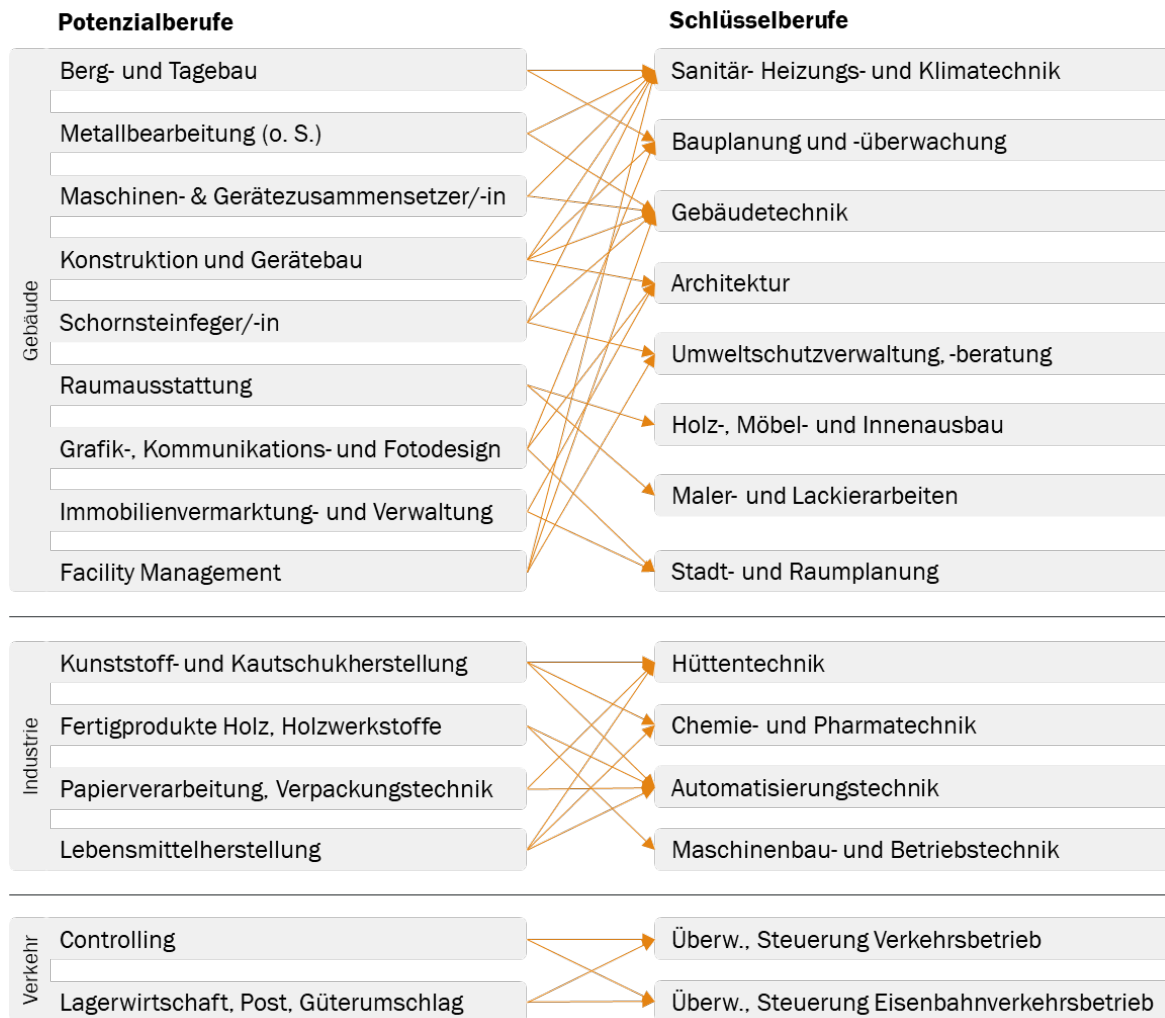 Potenzialberufe
Schlüsselberufe
Gebäude
Berg- und Tagebau
Metallbearbeitung (o. S.)
Maschinen- & Gerätezusammensetzer/-in
Konstruktion und Gerätebau
Schornsteinfeger/-in
Raumausstattung
Grafik-, Kommunikations- und Fotodesign
Immobilienvermarktung- und Verwaltung
Facility Management
Sanitär- Heizungs- und Klimatechnik
Bauplanung und -überwachung
Gebäudetechnik
Architektur
Umweltschutzverwaltung, -beratung
Holz-, Möbel- und Innenausbau
Maler- und Lackierarbeiten
Stadt- und Raumplanung
Industrie
Kunststoff- und Kautschukherstellung
Fertigprodukte Holz, Holzwerkstoffe
Papierverarbeitung, Verpackungstechnik
Lebensmittelherstellung
Hüttentechnik
Chemie- und Pharmatechnik
Automatisierungstechnik
Maschinenbau- und Betriebstechnik
Verkehr
Controlling
Lagerwirtschaft, Post, Güterumschlag
Überw., Steuerung Verkehrsbetrieb
Überw., Steuerung Eisenbahnverkehrsbetrieb